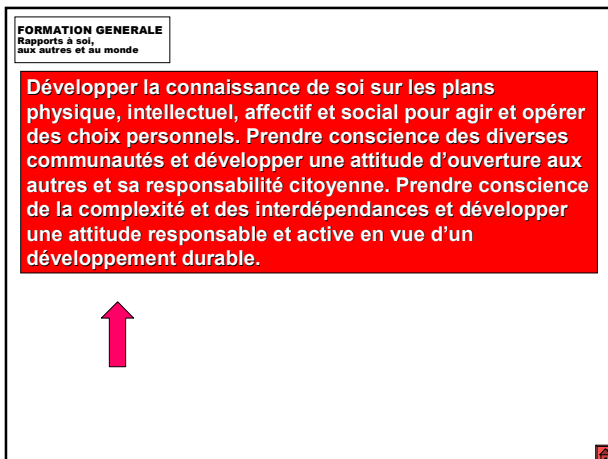 FORMATION GENERALE
Rapports à soi,
aux autres et au monde
Développer la connaissance de soi sur les plans
physique, intellectuel, affectif et social pour agir et opérer
des choix personnels. Prendre conscience des diverses
communautés et développer une attitude d’ouverture aux
autres et sa responsabilité citoyenne. Prendre conscience
de la complexité et des interdépendances et développer
une attitude responsable et active en vue d’un
développement durable.